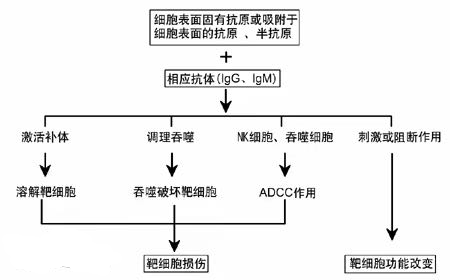 细胞表面固有抗原或吸附于
细胞表面的抗原 、半抗原
+
相应抗体(IgG、IgM)
激活补体 调理吞噬 NK细胞、吞噬细胞 刺激或阻断作用
溶解靶细胞 吞噬破坏靶细胞 ADCC作用
靶细胞损伤 靶细胞功能改变